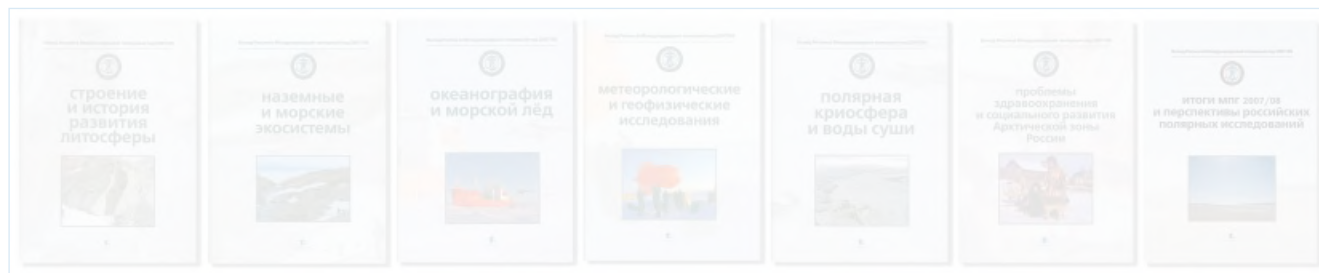 строение
и история
развития
литосферы
наземные
и морские
экосистемы
океанография
и морской лёд
метеорологические
и геофизические
исследования
полярная
криосфера
и воды суши
проблемы
здравоохранения
и социального развития
Арктической зоны
России
итоги мпг 2007/08
и перспективы российских
полярных исследований